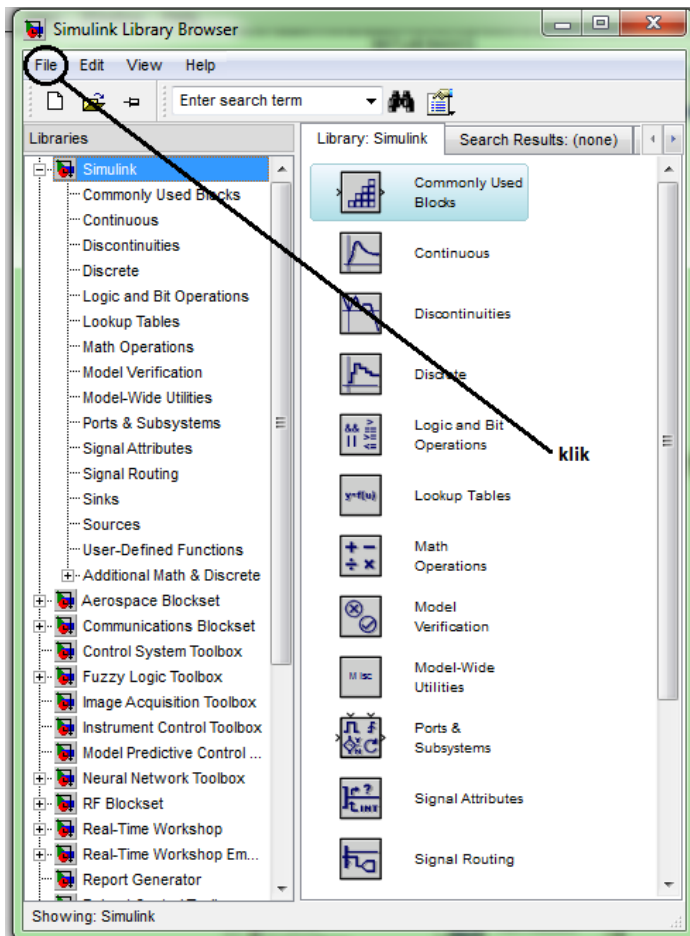 Simulink Library Browser
File Edit View Help
Enter search term
Libraries
Simulink
Commonly Used Blocks
Continuous
Discontinuities
Discrete
Logic and Bit Operations
Lookup Tables
Math Operations
Model Verification
Model-Wide Utilities
Ports & Subsystems
Signal Attributes
Signal Routing
Sinks
Sources
User-Defined Functions
Additional Math & Discrete
Aerospace Blockset
Communications Blockset
Control System Toolbox
Fuzzy Logic Toolbox
Image Acquisition Toolbox
Instrument Control Toolbox
Model Predictive Control ...
Neural Network Toolbox
RF Blockset
Real-Time Workshop
Real-Time Workshop Em...
Report Generator
Library: Simulink Search Results: (none)
Commonly Used
Blocks
Continuous
Discontinuities
Discrete
&& > ==
|| >= <=
Logic and Bit
Operations
klik
y=f(u)
Lookup Tables
+ −
÷ ×
Math
Operations
Model
Verification
Misc
Model-Wide
Utilities
Ports &
Subsystems
Signal Attributes
Signal Routing
Showing: Simulink